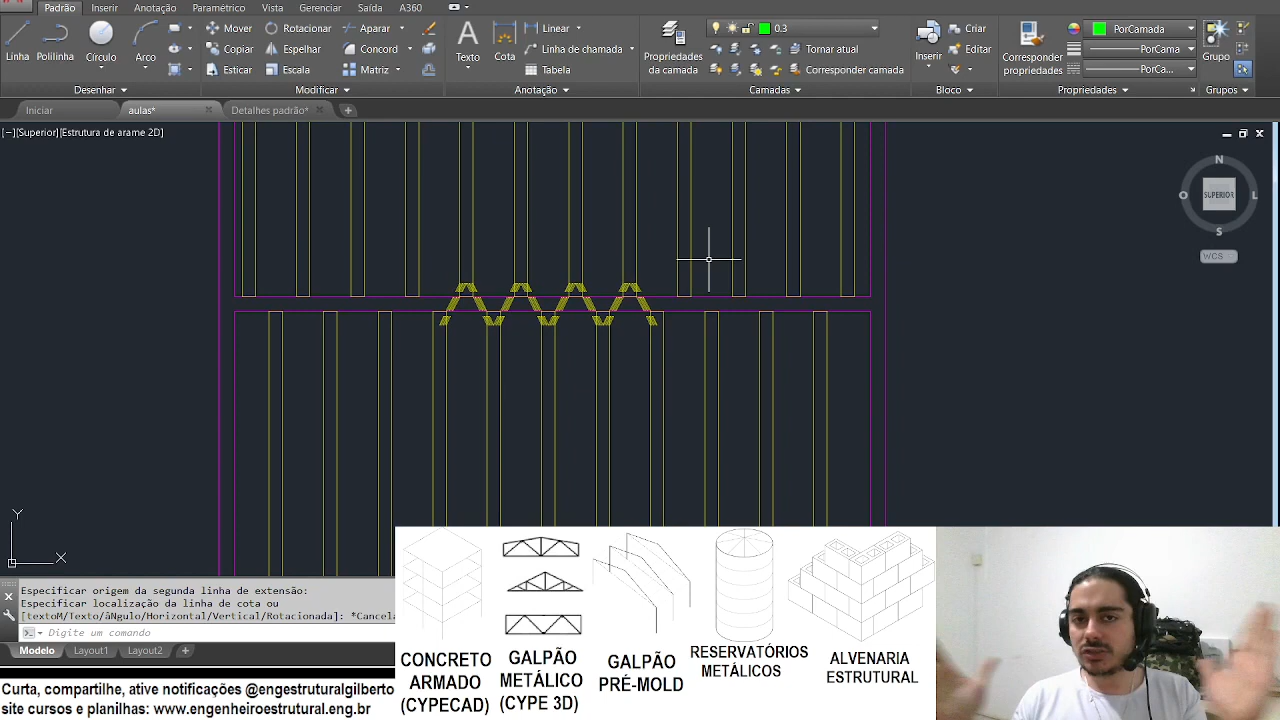 Padrão Inserir Anotação Paramétrico Vista Gerenciar Saída A360
Linha Polilinha Círculo Arco
Mover Rotacionar Aparar
Copiar Espelhar Concord
Esticar Escala Matriz
Texto Cota
Linear
Linha de chamada
Tabela
Propriedades
da camada
0.3
Tornar atual
Corresponder camada
Inserir
Criar
Editar
Corresponder
propriedades
PorCamada
PorCama...
PorCa...
Grupo
Desenhar Modificar Anotação Camadas Bloco Propriedades Grupos
Iniciar aulas* Detalhes padrão*
[−][Superior][Estrutura de arame 2D]
N
O SUPERIOR L
S
WCS
Y
X
Especificar origem da segunda linha de extensão:
Especificar localização da linha de cota ou
[textoM/Texto/âNgulo/Horizontal/Vertical/Rotacionada]: *Cancela
Digite um comando
Modelo Layout1 Layout2
CONCRETO
ARMADO
(CYPECAD)
GALPÃO
METÁLICO
(CYPE 3D)
GALPÃO
PRÉ-MOLD
RESERVATÓRIOS
METÁLICOS
ALVENARIA
ESTRUTURAL
Curta, compartilhe, ative notificações @engestruturalgilberto
site cursos e planilhas: www.engenheiroestrutural.eng.br